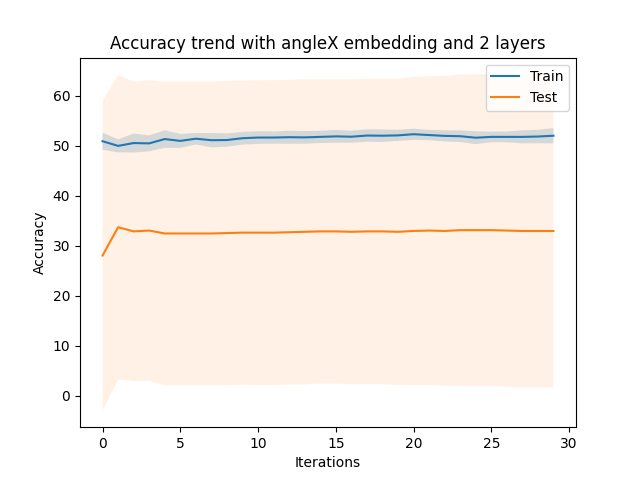 Accuracy trend with angleX embedding and 2 layers
Train
Test
60
50
40
30
20
10
0
Accuracy
0 5 10 15 20 25 30
Iterations